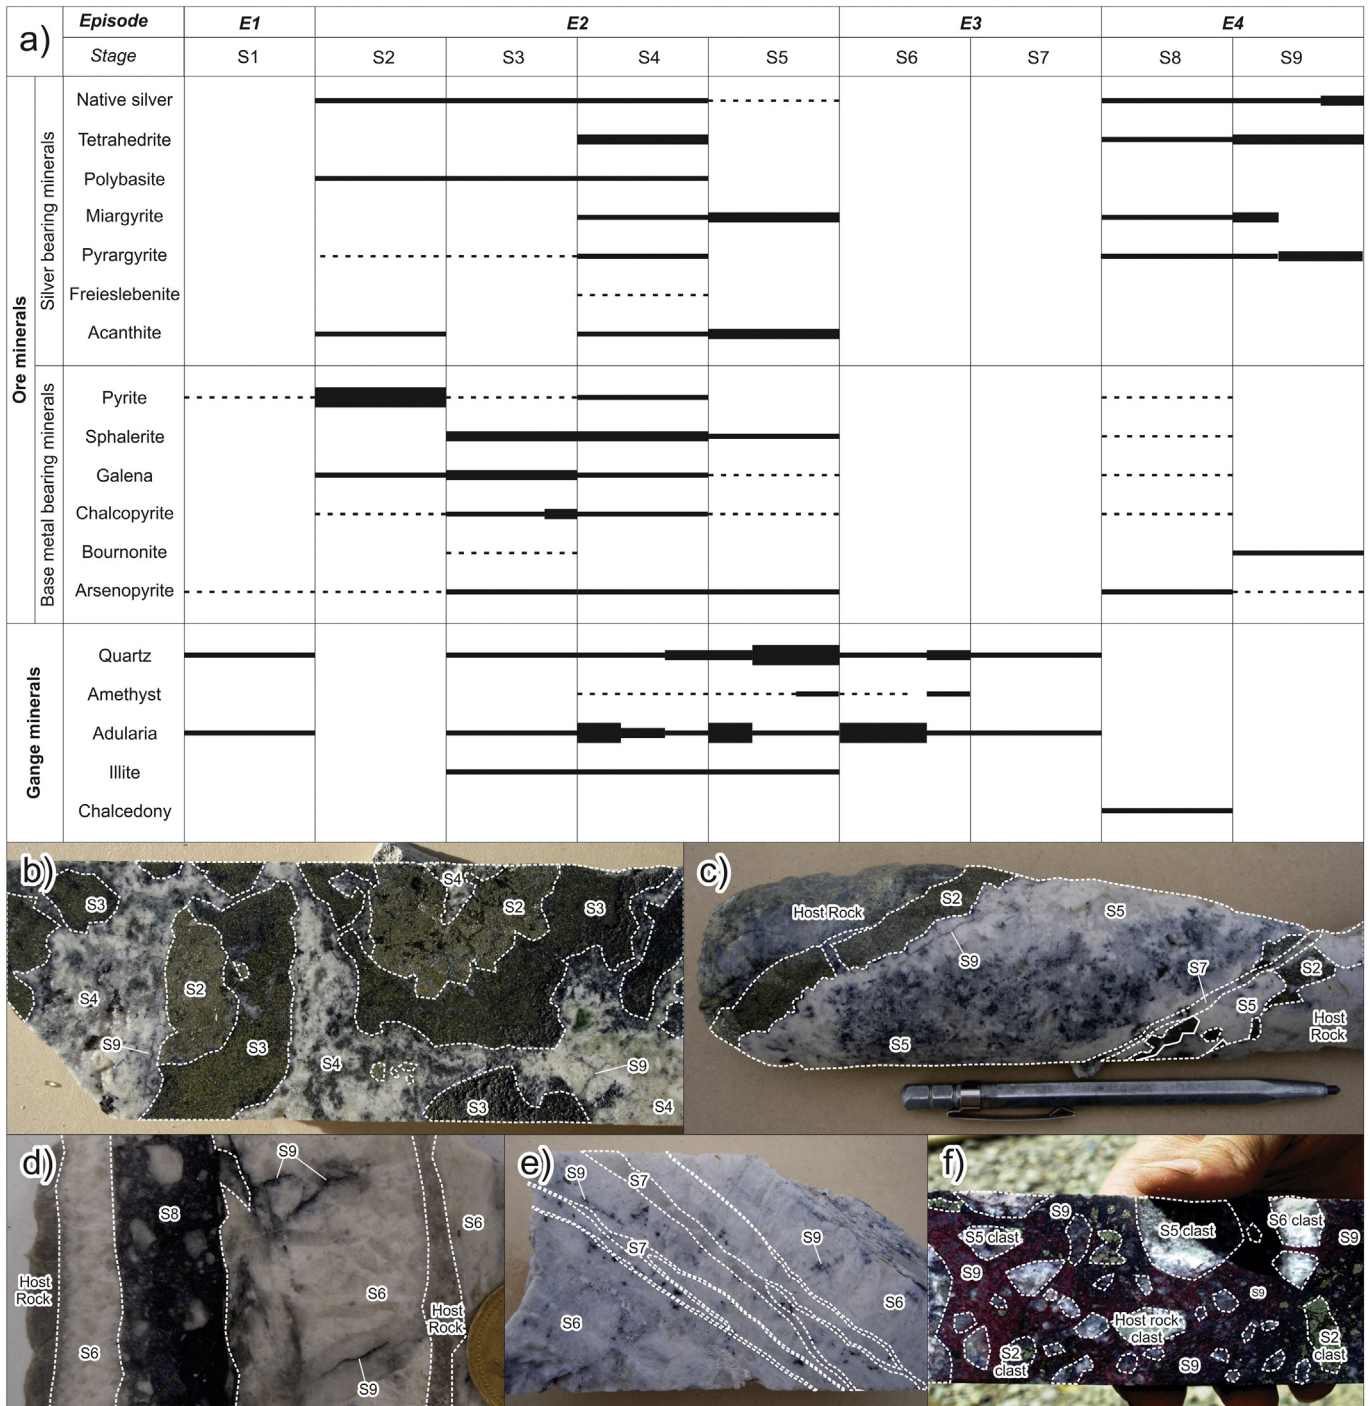 a)
Episode E1 E2 E3 E4
Stage S1 S2 S3 S4 S5 S6 S7 S8 S9
Ore minerals
Silver bearing minerals
Native silver
Tetrahedrite
Polybasite
Miargyrite
Pyrargyrite
Freieslebenite
Acanthite
Base metal bearing minerals
Pyrite
Sphalerite
Galena
Chalcopyrite
Bournonite
Arsenopyrite
Gange minerals
Quartz
Amethyst
Adularia
Illite
Chalcedony
b)
S4
S3
S2
S3
S4
S2
S9
S3
S4
S9
S3
S4
c)
Host Rock
S2
S5
S9
S7
S2
S5
S5
Host
Rock
d)
S9
S8
S6
Host
Rock
S6
Host
Rock
S6
S9
e)
S9
S7
S7
S9
S6
S6
f)
S9
S5 clast
S5 clast
S6 clast
S9
S9
S9
Host rock
clast
S2
clast
S9
S2
clast